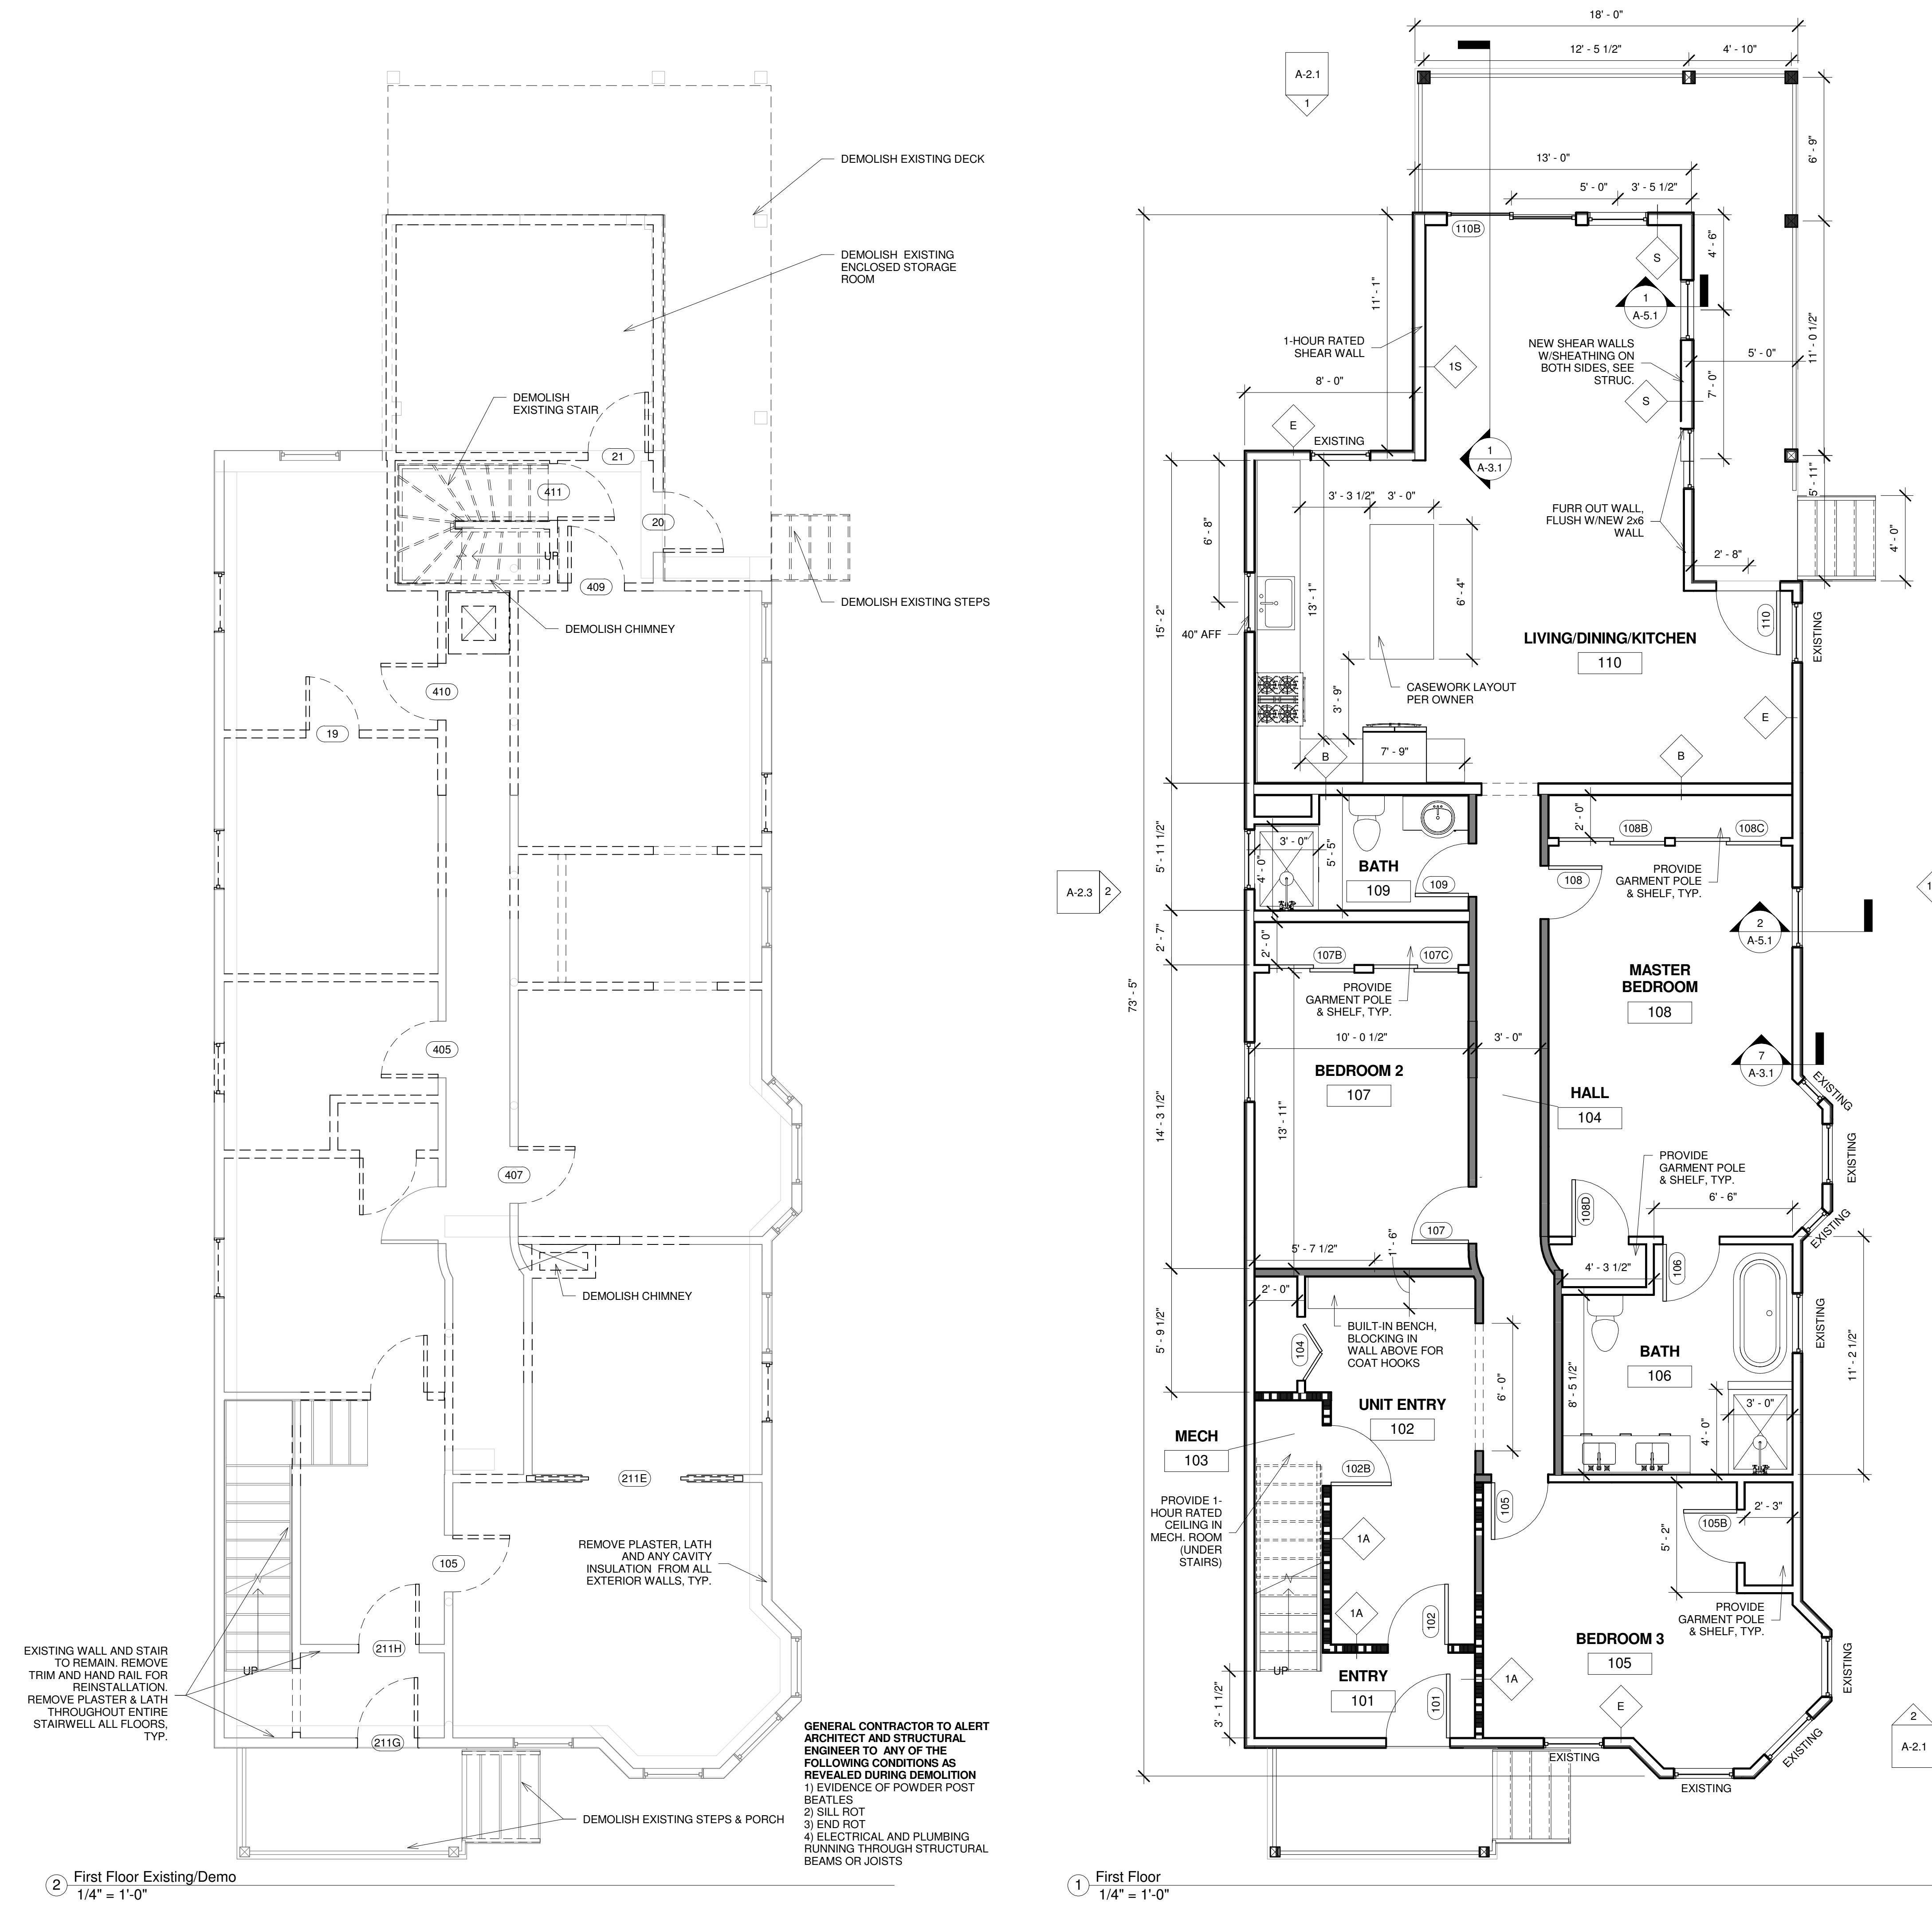 DEMOLISH EXISTING DECK
DEMOLISH EXISTING
ENCLOSED STORAGE
ROOM
DEMOLISH
EXISTING STAIR
21
411
20
UP
409
DEMOLISH EXISTING STEPS
DEMOLISH CHIMNEY
410
19
405
407
DEMOLISH CHIMNEY
211E
REMOVE PLASTER, LATH
AND ANY CAVITY
INSULATION FROM ALL
EXTERIOR WALLS, TYP.
105
211H
UP
211G
EXISTING WALL AND STAIR
TO REMAIN. REMOVE
TRIM AND HAND RAIL FOR
REINSTALLATION.
REMOVE PLASTER & LATH
THROUGHOUT ENTIRE
STAIRWELL ALL FLOORS,
TYP.
GENERAL CONTRACTOR TO ALERT
ARCHITECT AND STRUCTURAL
ENGINEER TO ANY OF THE
FOLLOWING CONDITIONS AS
REVEALED DURING DEMOLITION
1) EVIDENCE OF POWDER POST
BEATLES
2) SILL ROT
3) END ROT
4) ELECTRICAL AND PLUMBING
RUNNING THROUGH STRUCTURAL
BEAMS OR JOISTS
DEMOLISH EXISTING STEPS & PORCH
2 First Floor Existing/Demo
1/4" = 1'-0"
18' - 0"
12' - 5 1/2"
4' - 10"
A-2.1
1
6' - 9"
13' - 0"
5' - 0"
3' - 5 1/2"
110B
S
4' - 6"
11' - 1"
1
A-5.1
1-HOUR RATED
SHEAR WALL
NEW SHEAR WALLS
W/SHEATHING ON
BOTH SIDES, SEE
STRUC.
5' - 0"
11' - 0 1/2"
1S
8' - 0"
S
7' - 0"
E
EXISTING
1
A-3.1
5' - 11"
3' - 3 1/2"
3' - 0"
FURR OUT WALL,
FLUSH W/NEW 2x6
WALL
4' - 0"
6' - 8"
2' - 8"
13' - 1"
6' - 4"
15' - 2"
40" AFF
110
EXISTING
LIVING/DINING/KITCHEN
110
CASEWORK LAYOUT
PER OWNER
3' - 9"
E
7' - 9"
B
B
2' - 0"
108B
108C
3' - 0"
5' - 5"
5' - 11 1/2"
4' - 0"
BATH
109
109
108
PROVIDE
GARMENT POLE
& SHELF, TYP.
A-2.3
2
2
A-5.1
2' - 7"
2' - 0"
107B
107C
PROVIDE
GARMENT POLE
& SHELF, TYP.
MASTER
BEDROOM
108
73' - 5"
10' - 0 1/2"
3' - 0"
7
A-3.1
BEDROOM 2
107
HALL
104
EXISTING
14' - 3 1/2"
13' - 11"
EXISTING
PROVIDE
GARMENT POLE
& SHELF, TYP.
6' - 6"
108D
EXISTING
107
5' - 7 1/2"
1' - 6"
4' - 3 1/2"
106
2' - 0"
BUILT-IN BENCH,
BLOCKING IN
WALL ABOVE FOR
COAT HOOKS
104
5' - 9 1/2"
EXISTING
BATH
106
11' - 2 1/2"
8' - 5 1/2"
6' - 0"
UNIT ENTRY
102
3' - 0"
4' - 0"
MECH
103
102B
PROVIDE 1-
HOUR RATED
CEILING IN
MECH. ROOM
(UNDER
STAIRS)
105
2' - 3"
105B
5' - 2"
1A
1A
102
PROVIDE
GARMENT POLE
& SHELF, TYP.
BEDROOM 3
105
UP
ENTRY
101
1A
101
E
3' - 1 1/2"
EXISTING
EXISTING
EXISTING
EXISTING
2
A-2.1
1 First Floor
1/4" = 1'-0"